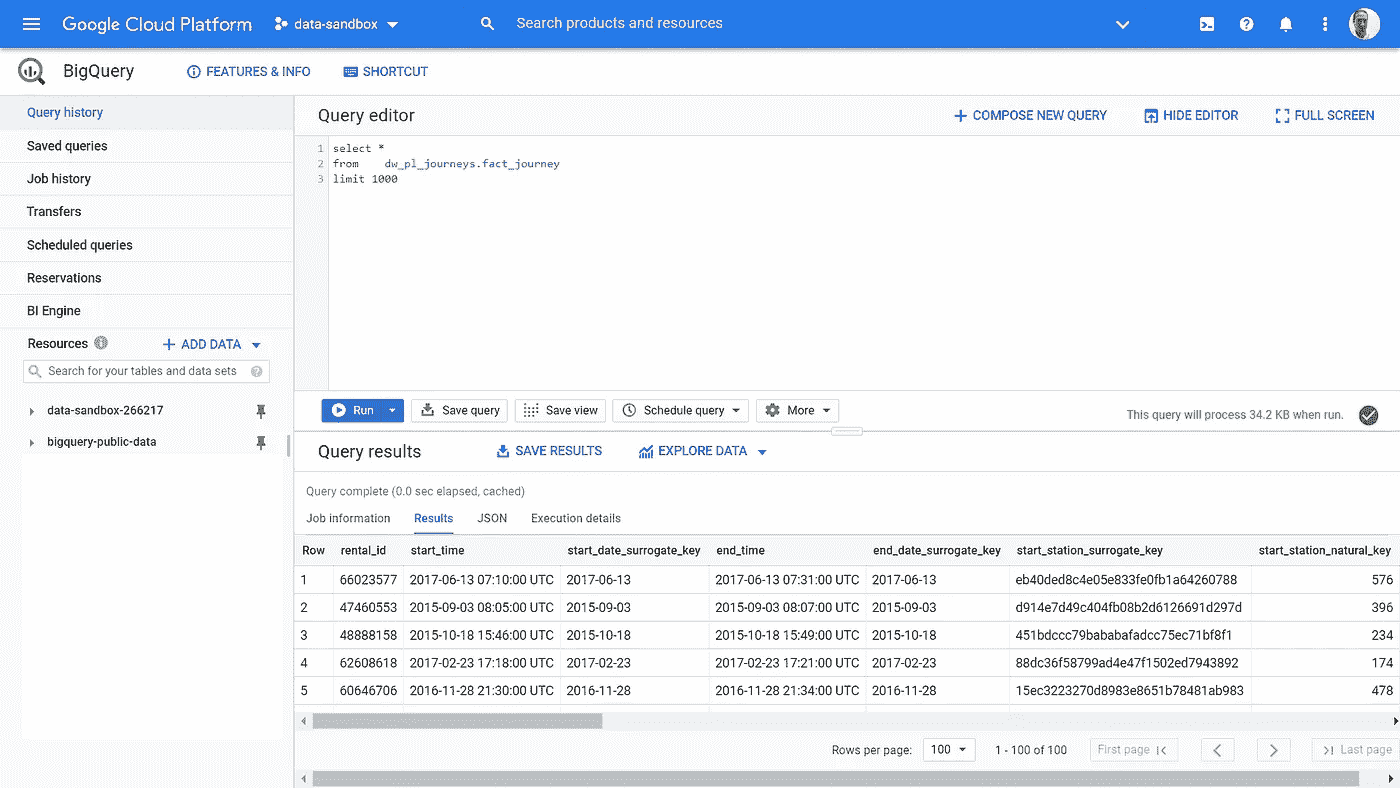 Google Cloud Platform data-sandbox Search products and resources
BigQuery FEATURES & INFO SHORTCUT
Query history
Saved queries
Job history
Transfers
Scheduled queries
Reservations
BI Engine
Resources ADD DATA
Search for your tables and data sets
data-sandbox-266217
bigquery-public-data
Query editor COMPOSE NEW QUERY HIDE EDITOR FULL SCREEN
1 select *
2 from dw_pl_journeys.fact_journey
3 limit 1000
Run Save query Save view Schedule query More This query will process 34.2 KB when run.
Query results SAVE RESULTS EXPLORE DATA
Query complete (0.0 sec elapsed, cached)
Job information Results JSON Execution details
Row rental_id start_time start_date_surrogate_key end_time end_date_surrogate_key start_station_surrogate_key start_station_natural_key
1 66023577 2017-06-13 07:10:00 UTC 2017-06-13 2017-06-13 07:31:00 UTC 2017-06-13 eb40ded8c4e05e833fe0fb1a64260788 576
2 47460553 2015-09-03 08:05:00 UTC 2015-09-03 2015-09-03 08:07:00 UTC 2015-09-03 d914e7d49c404fb08b2d6126691d297d 396
3 48888158 2015-10-18 15:46:00 UTC 2015-10-18 2015-10-18 15:49:00 UTC 2015-10-18 451bdccc79bababafadcc75ec71bf8f1 234
4 62608618 2017-02-23 17:18:00 UTC 2017-02-23 2017-02-23 17:21:00 UTC 2017-02-23 88dc36f58799ad4e47f1502ed7943892 174
5 60646706 2016-11-28 21:30:00 UTC 2016-11-28 2016-11-28 21:34:00 UTC 2016-11-28 15ec3223270d8983e8651b78481ab983 478
Rows per page: 100 1 - 100 of 100 First page Last page